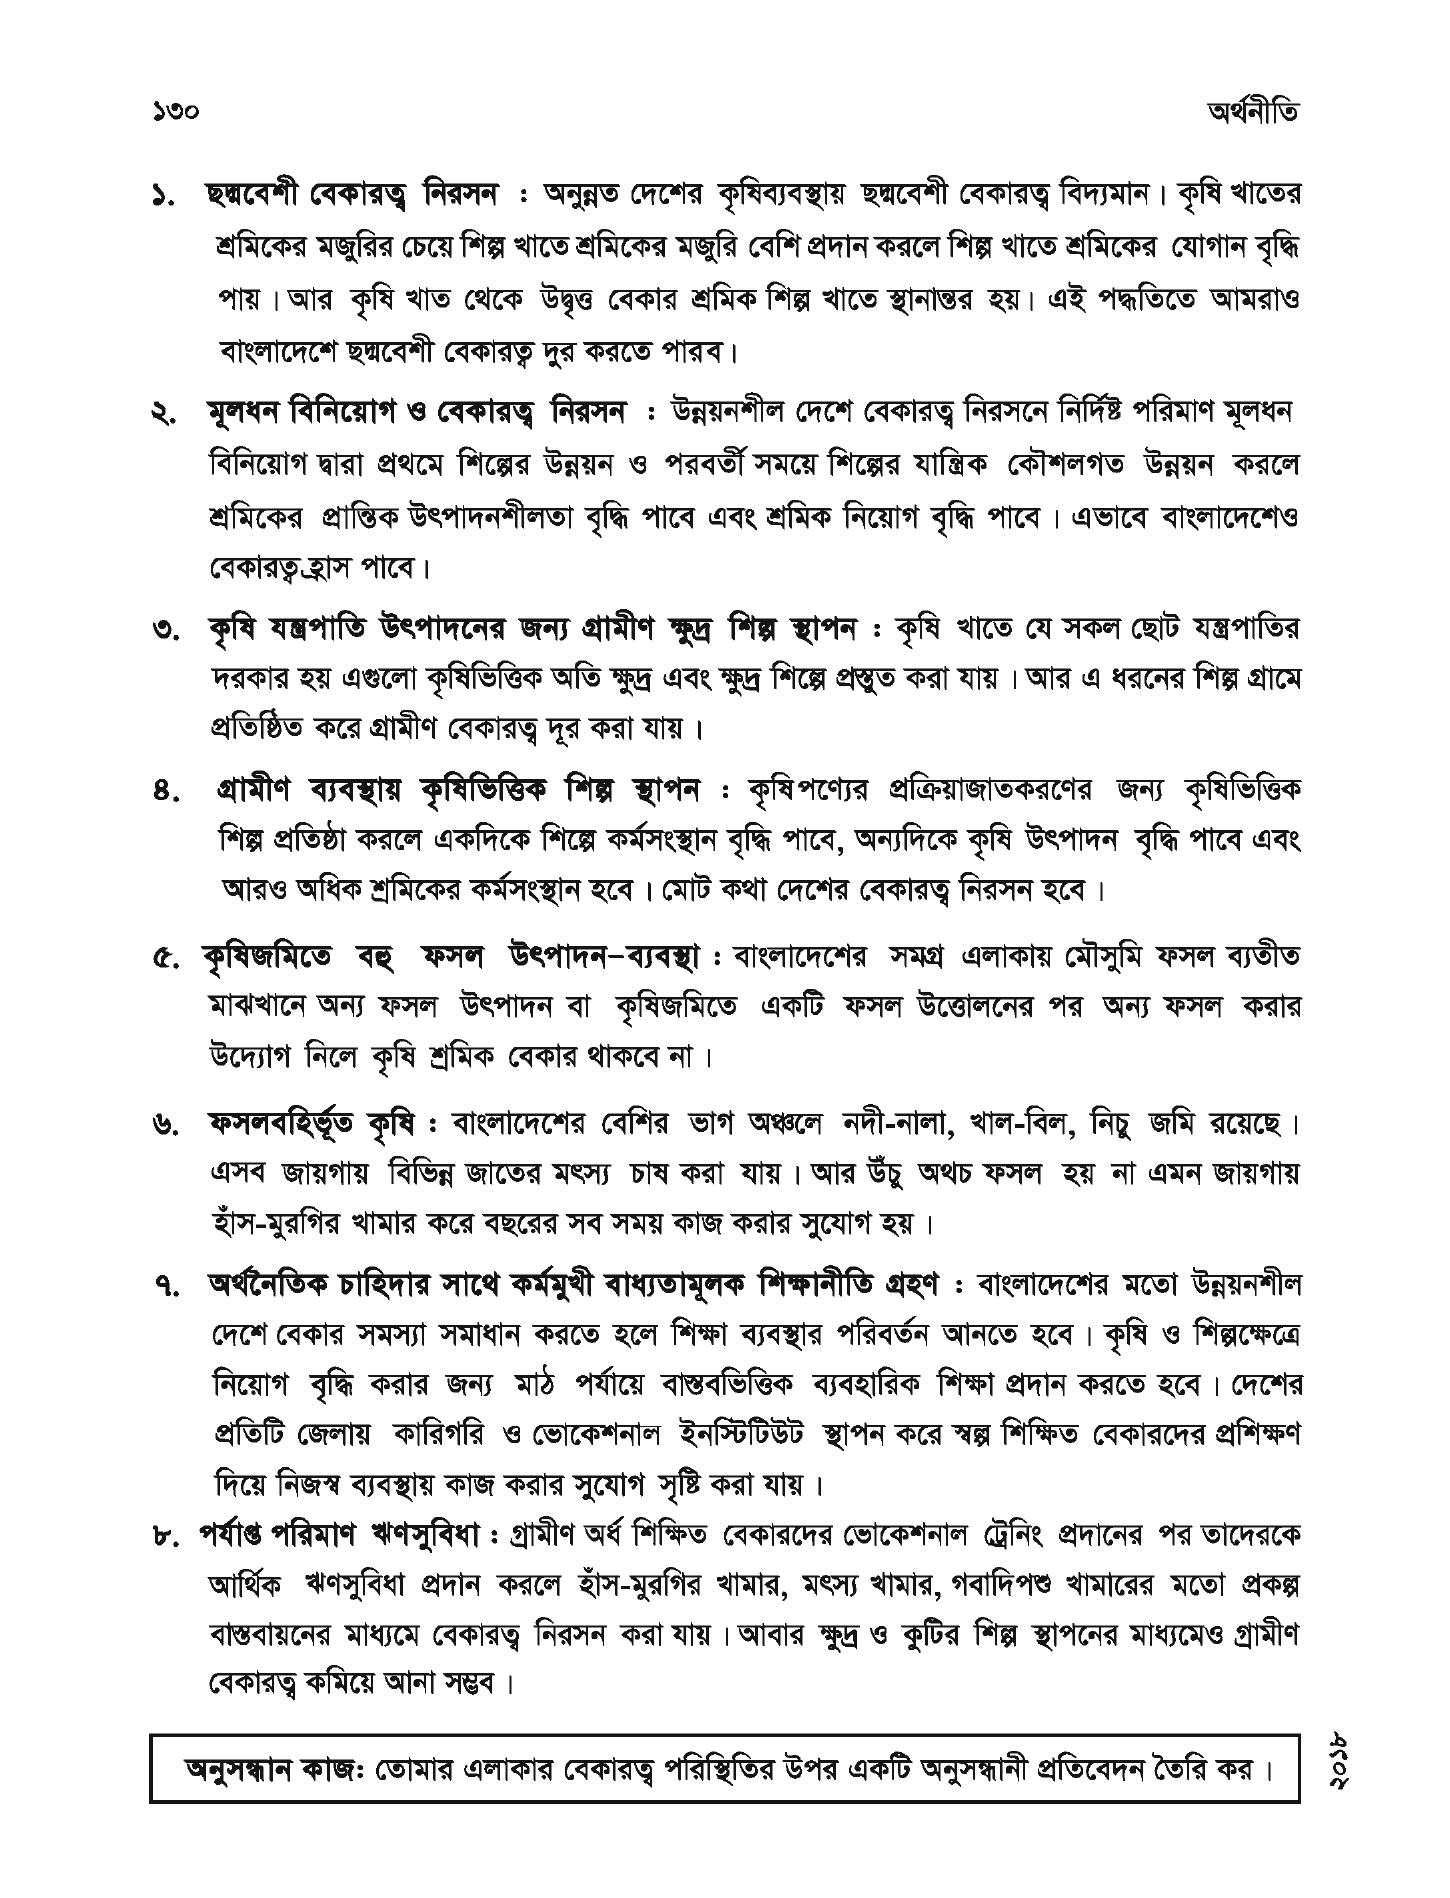 ১৩০
অর্থনীতি
১. ছদ্মবেশী বেকারত্ব নিরসন : অনুন্নত দেশের কৃষিব্যবস্থায় ছদ্মবেশী বেকারত্ব বিদ্যমান। কৃষি খাতের
শ্রমিকের মজুরির চেয়ে শিল্প খাতে শ্রমিকের মজুরি বেশি প্রদান করলে শিল্প খাতে শ্রমিকের যোগান বৃদ্ধি
পায় । আর কৃষি খাত থেকে উদ্বৃত্ত বেকার শ্রমিক শিল্প খাতে স্থানান্তর হয়। এই পদ্ধতিতে আমরাও
বাংলাদেশে ছদ্মবেশী বেকারত্ব দুর করতে পারব।
২. মূলধন বিনিয়োগ ও বেকারত্ব নিরসন : উন্নয়নশীল দেশে বেকারত্ব নিরসনে নির্দিষ্ট পরিমাণ মূলধন
বিনিয়োগ দ্বারা প্রথমে শিল্পের উন্নয়ন ও পরবর্তী সময়ে শিল্পের যান্ত্রিক কৌশলগত উন্নয়ন করলে
শ্রমিকের প্রান্তিক উৎপাদনশীলতা বৃদ্ধি পাবে এবং শ্রমিক নিয়োগ বৃদ্ধি পাবে । এভাবে বাংলাদেশেও
বেকারত্ব হ্রাস পাবে।
৩. কৃষি যন্ত্রপাতি উৎপাদনের জন্য গ্রামীণ ক্ষুদ্র শিল্প স্থাপন : কৃষি খাতে যে সকল ছোট যন্ত্রপাতির
দরকার হয় এগুলো কৃষিভিত্তিক অতি ক্ষুদ্র এবং ক্ষুদ্র শিল্পে প্রস্তুত করা যায় । আর এ ধরনের শিল্প গ্রামে
প্রতিষ্ঠিত করে গ্রামীণ বেকারত্ব দূর করা যায় ।
৪. গ্রামীণ ব্যবস্থায় কৃষিভিত্তিক শিল্প স্থাপন : কৃষিপণ্যের প্রক্রিয়াজাতকরণের জন্য কৃষিভিত্তিক
শিল্প প্রতিষ্ঠা করলে একদিকে শিল্পে কর্মসংস্থান বৃদ্ধি পাবে, অন্যদিকে কৃষি উৎপাদন বৃদ্ধি পাবে এবং
আরও অধিক শ্রমিকের কর্মসংস্থান হবে । মোট কথা দেশের বেকারত্ব নিরসন হবে ।
৫. কৃষিজমিতে বহু ফসল উৎপাদন–ব্যবস্থা : বাংলাদেশের সমগ্র এলাকায় মৌসুমি ফসল ব্যতীত
মাঝখানে অন্য ফসল উৎপাদন বা কৃষিজমিতে একটি ফসল উত্তোলনের পর অন্য ফসল করার
উদ্যোগ নিলে কৃষি শ্রমিক বেকার থাকবে না ।
৬. ফসলবহির্ভূত কৃষি : বাংলাদেশের বেশির ভাগ অঞ্চলে নদী-নালা, খাল-বিল, নিচু জমি রয়েছে ।
এসব জায়গায় বিভিন্ন জাতের মৎস্য চাষ করা যায় । আর উঁচু অথচ ফসল হয় না এমন জায়গায়
হাঁস-মুরগির খামার করে বছরের সব সময় কাজ করার সুযোগ হয় ।
৭. অর্থনৈতিক চাহিদার সাথে কর্মমুখী বাধ্যতামূলক শিক্ষানীতি গ্রহণ : বাংলাদেশের মতো উন্নয়নশীল
দেশে বেকার সমস্যা সমাধান করতে হলে শিক্ষা ব্যবস্থার পরিবর্তন আনতে হবে । কৃষি ও শিল্পক্ষেত্রে
নিয়োগ বৃদ্ধি করার জন্য মাঠ পর্যায়ে বাস্তবভিত্তিক ব্যবহারিক শিক্ষা প্রদান করতে হবে । দেশের
প্রতিটি জেলায় কারিগরি ও ভোকেশনাল ইনস্টিটিউট স্থাপন করে স্বল্প শিক্ষিত বেকারদের প্রশিক্ষণ
দিয়ে নিজস্ব ব্যবস্থায় কাজ করার সুযোগ সৃষ্টি করা যায় ।
৮. পর্যাপ্ত পরিমাণ ঋণসুবিধা : গ্রামীণ অর্ধ শিক্ষিত বেকারদের ভোকেশনাল ট্রেনিং প্রদানের পর তাদেরকে
আর্থিক ঋণসুবিধা প্রদান করলে হাঁস-মুরগির খামার, মৎস্য খামার, গবাদিপশু খামারের মতো প্রকল্প
বাস্তবায়নের মাধ্যমে বেকারত্ব নিরসন করা যায় । আবার ক্ষুদ্র ও কুটির শিল্প স্থাপনের মাধ্যমেও গ্রামীণ
বেকারত্ব কমিয়ে আনা সম্ভব ।
অনুসন্ধান কাজ: তোমার এলাকার বেকারত্ব পরিস্থিতির উপর একটি অনুসন্ধানী প্রতিবেদন তৈরি কর ।
২০১৮